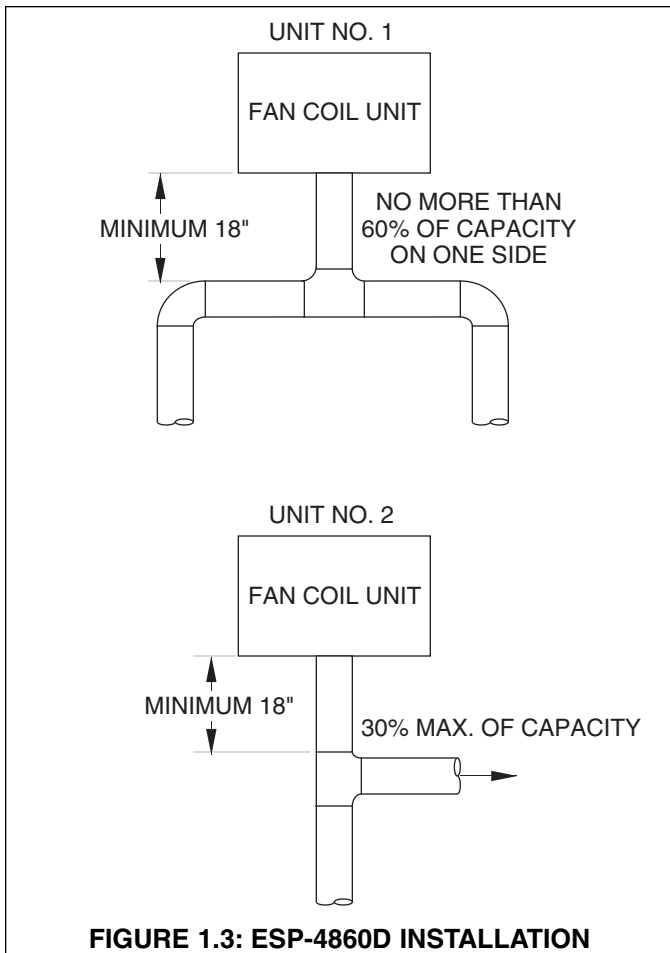 UNIT NO. 1
FAN COIL UNIT
MINIMUM 18"
NO MORE THAN
60% OF CAPACITY
ON ONE SIDE
UNIT NO. 2
FAN COIL UNIT
MINIMUM 18"
30% MAX. OF CAPACITY
FIGURE 1.3: ESP-4860D INSTALLATION